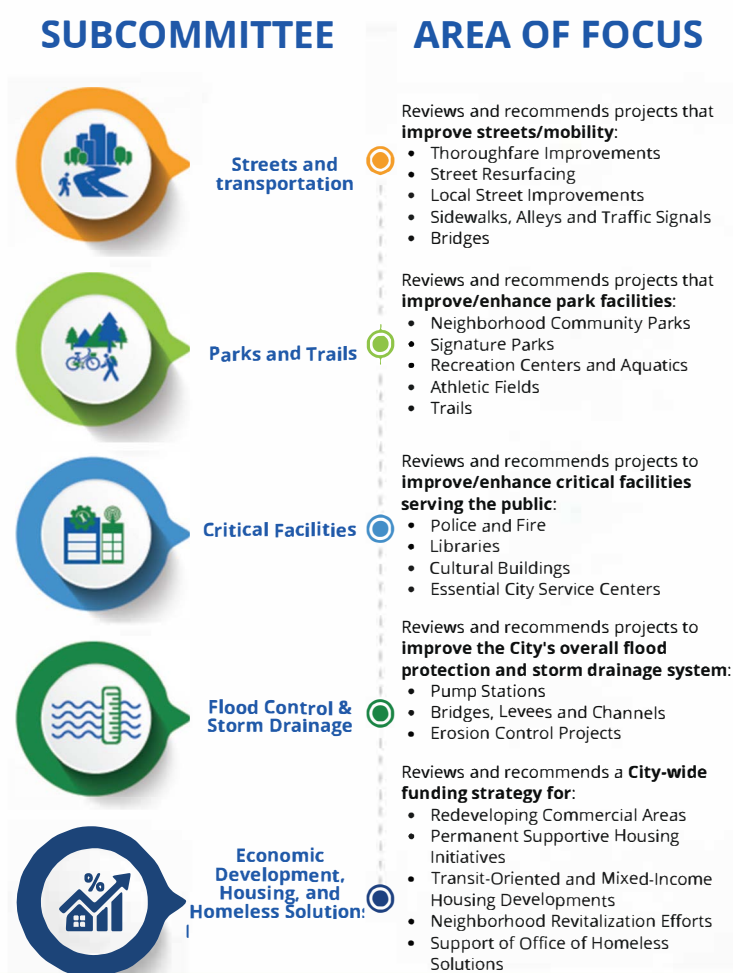 SUBCOMMITTEE
AREA OF FOCUS
Streets and
transportation
Reviews and recommends projects that
improve streets/mobility:
• Thoroughfare Improvements
• Street Resurfacing
• Local Street Improvements
• Sidewalks, Alleys and Traffic Signals
• Bridges
Parks and Trails
Reviews and recommends projects that
improve/enhance park facilities:
• Neighborhood Community Parks
• Signature Parks
• Recreation Centers and Aquatics
• Athletic Fields
• Trails
Critical Facilities
Reviews and recommends projects to
improve/enhance critical facilities
serving the public:
• Police and Fire
• Libraries
• Cultural Buildings
• Essential City Service Centers
Flood Control &
Storm Drainage
Reviews and recommends projects to
improve the City's overall flood
protection and storm drainage system:
• Pump Stations
• Bridges, Levees and Channels
• Erosion Control Projects
%
Economic
Development,
Housing, and
Homeless Solutions
Reviews and recommends a City-wide
funding strategy for:
• Redeveloping Commercial Areas
• Permanent Supportive Housing
Initiatives
• Transit-Oriented and Mixed-Income
Housing Developments
• Neighborhood Revitalization Efforts
• Support of Office of Homeless
Solutions